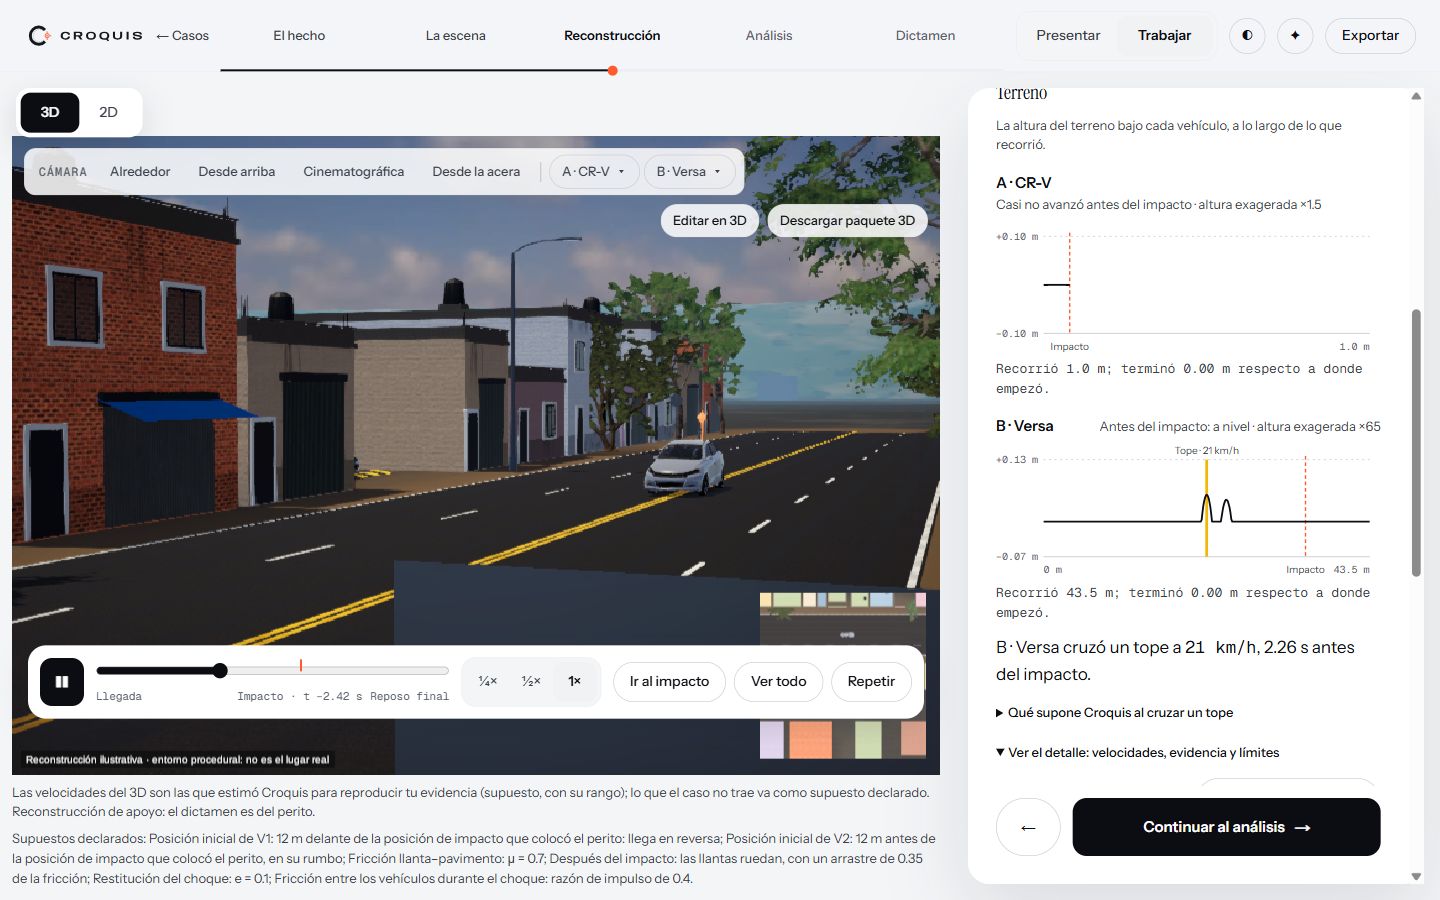 CROQUIS
← Casos
El hecho
La escena
Reconstrucción
Análisis
Dictamen
Presentar
Trabajar
Exportar
3D
2D
CÁMARA
Alrededor
Desde arriba
Cinematográfica
Desde la acera
A · CR-V
B · Versa
Editar en 3D
Descargar paquete 3D
Llegada
Impacto · t −2.42 s
Reposo final
¼×
½×
1×
Ir al impacto
Ver todo
Repetir
Reconstrucción ilustrativa · entorno procedural: no es el lugar real
Las velocidades del 3D son las que estimó Croquis para reproducir tu evidencia (supuesto, con su rango); lo que el caso no trae va como supuesto declarado.
Reconstrucción de apoyo: el dictamen es del perito.
Supuestos declarados: Posición inicial de V1: 12 m delante de la posición de impacto que colocó el perito: llega en reversa; Posición inicial de V2: 12 m antes de
la posición de impacto que colocó el perito, en su rumbo; Fricción llanta–pavimento: μ = 0.7; Después del impacto: las llantas ruedan, con un arrastre de 0.35
de la fricción; Restitución del choque: e = 0.1; Fricción entre los vehículos durante el choque: razón de impulso de 0.4.
Terreno
La altura del terreno bajo cada vehículo, a lo largo de lo que
recorrió.
A · CR-V
Casi no avanzó antes del impacto · altura exagerada ×1.5
+0.10 m
−0.10 m
Impacto
1.0 m
Recorrió 1.0 m; terminó 0.00 m respecto a donde
empezó.
B · Versa
Antes del impacto: a nivel · altura exagerada ×65
Tope · 21 km/h
+0.13 m
−0.07 m
0 m
Impacto
43.5 m
Recorrió 43.5 m; terminó 0.00 m respecto a donde
empezó.
B · Versa cruzó un tope a 21 km/h, 2.26 s antes
del impacto.
Qué supone Croquis al cruzar un tope
Ver el detalle: velocidades, evidencia y límites
←
Continuar al análisis →